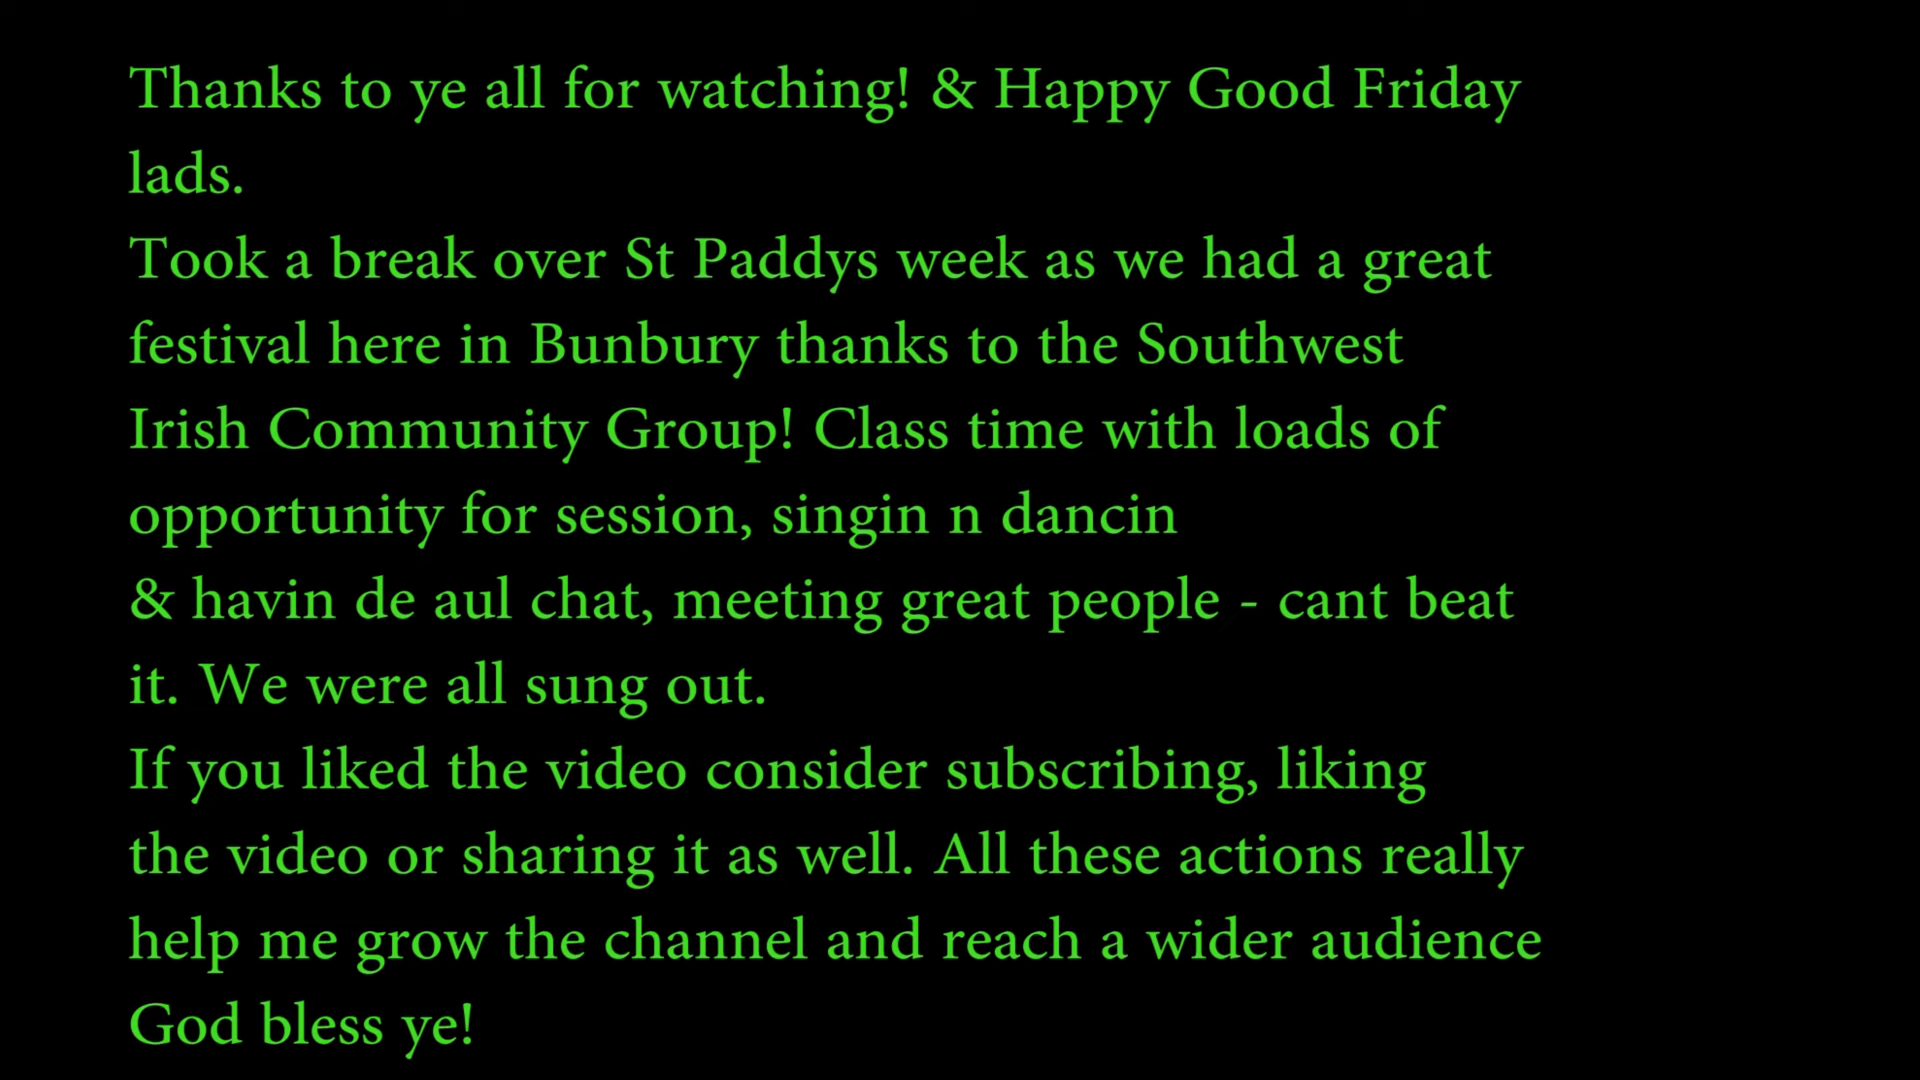 Thanks to ye all for watching! & Happy Good Friday
lads.
Took a break over St Paddys week as we had a great
festival here in Bunbury thanks to the Southwest
Irish Community Group! Class time with loads of
opportunity for session, singin n dancin
& havin de aul chat, meeting great people - cant beat
it. We were all sung out.
If you liked the video consider subscribing, liking
the video or sharing it as well. All these actions really
help me grow the channel and reach a wider audience
God bless ye!